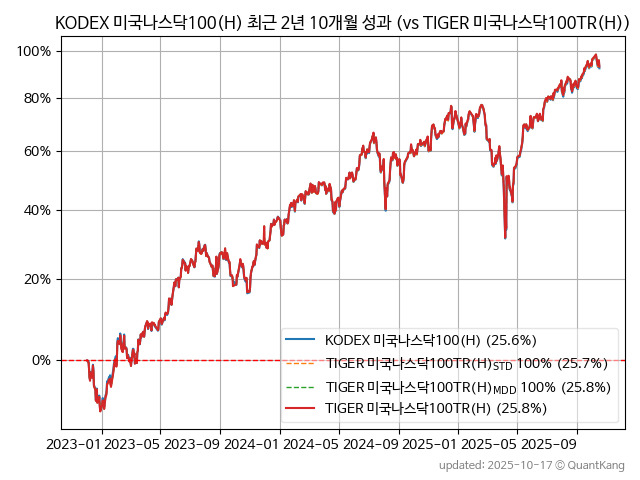 KODEX 미국나스닥100(H) 최근 2년 10개월 성과 (vs TIGER 미국나스닥100TR(H))
100%
80%
60%
40%
20%
0%
KODEX 미국나스닥100(H) (25.6%)
TIGER 미국나스닥100TR(H)STD 100% (25.7%)
TIGER 미국나스닥100TR(H)MDD 100% (25.8%)
TIGER 미국나스닥100TR(H) (25.8%)
2023-01 2023-05 2023-09 2024-01 2024-05 2024-09 2025-01 2025-05 2025-09
updated: 2025-10-17 © QuantKang